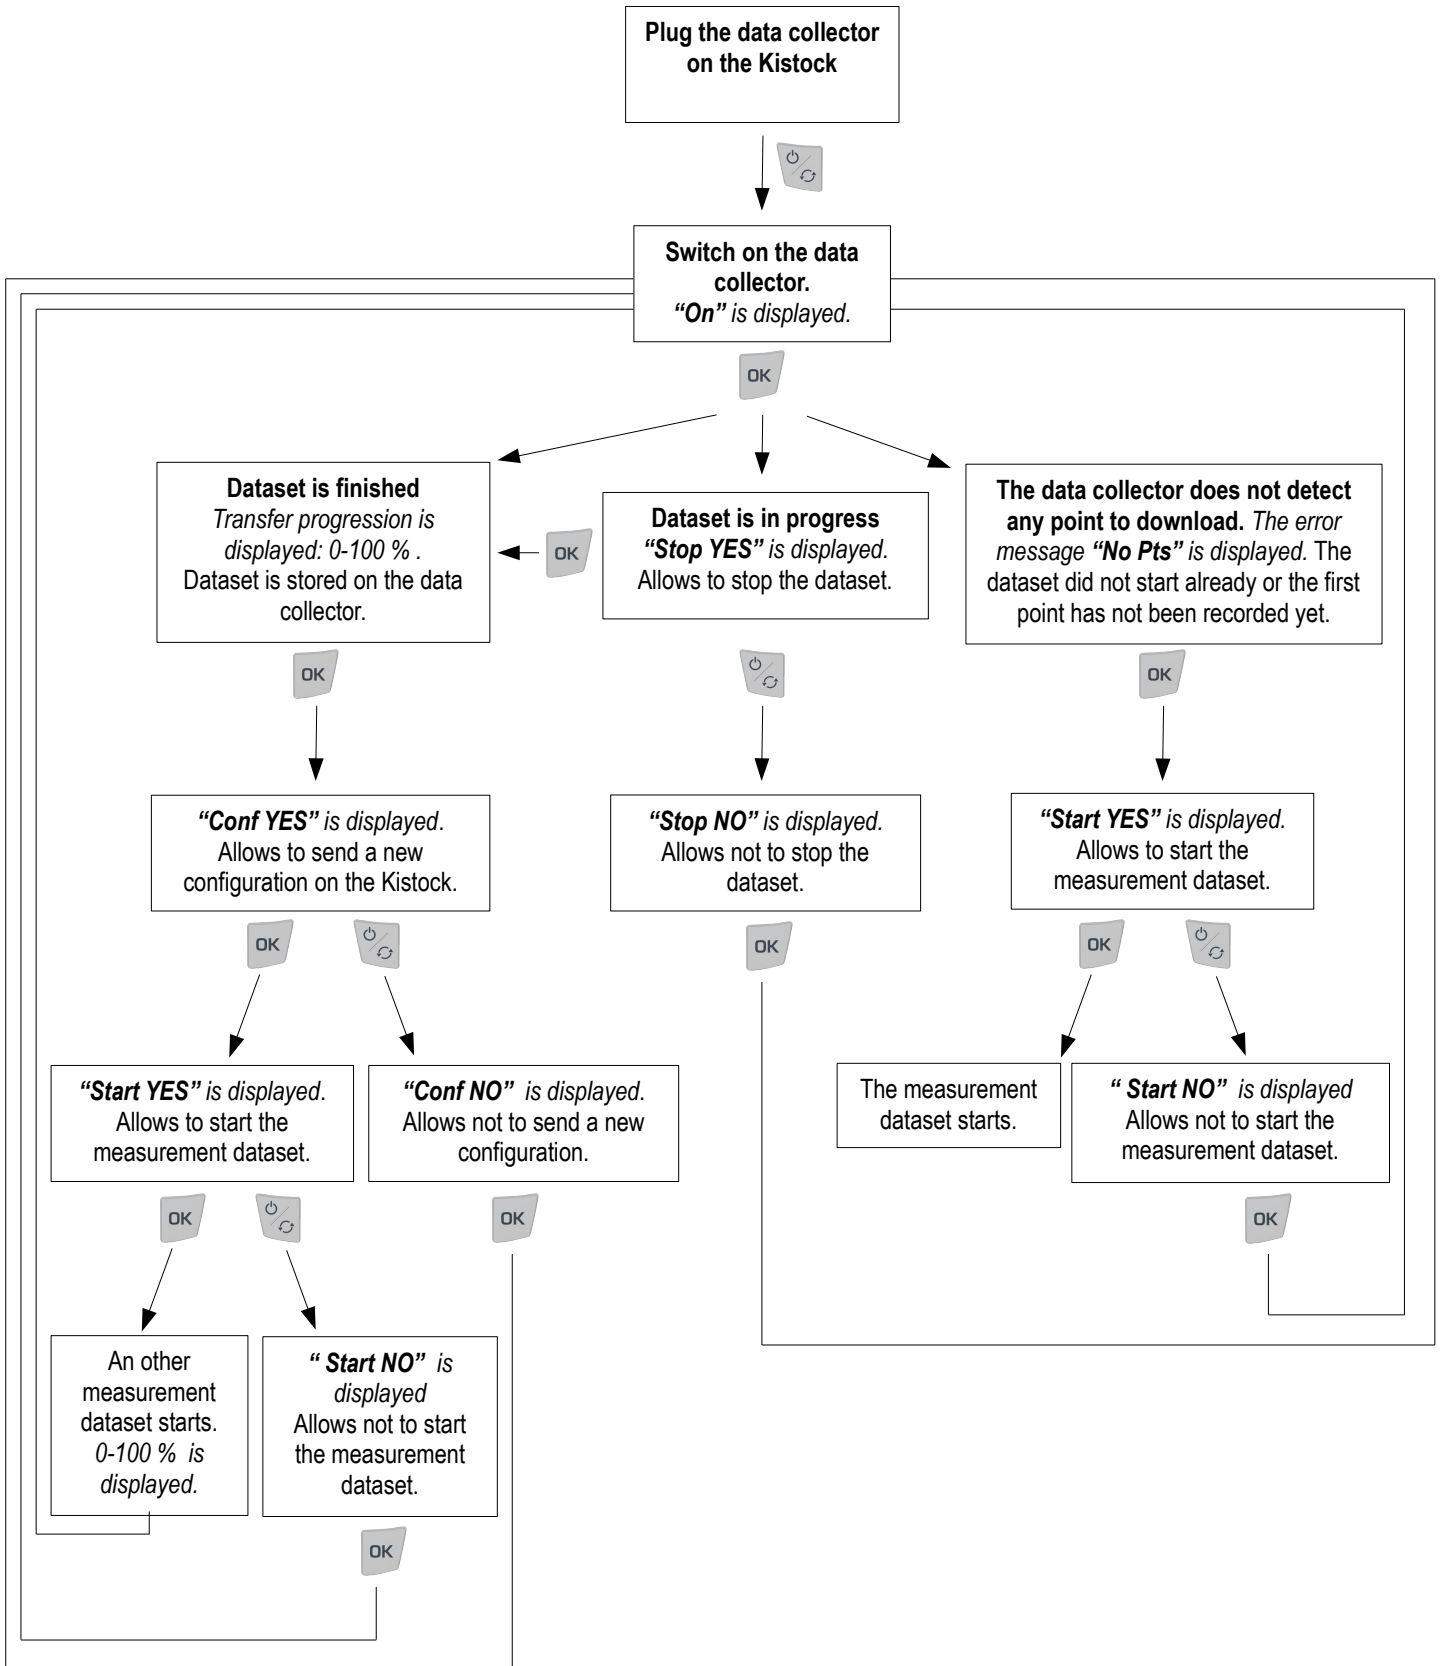 Plug the data collector
on the Kistock
Switch on the data
collector.
“On” is displayed.
OK
Dataset is finished
Transfer progression is
displayed: 0-100 % .
Dataset is stored on the data
collector.
OK
Dataset is in progress
“Stop YES” is displayed.
Allows to stop the dataset.
The data collector does not detect
any point to download. The error
message “No Pts” is displayed. The
dataset did not start already or the first
point has not been recorded yet.
OK
OK
“Conf YES” is displayed.
Allows to send a new
configuration on the Kistock.
“Stop NO” is displayed.
Allows not to stop the
dataset.
“Start YES” is displayed.
Allows to start the
measurement dataset.
OK
OK
OK
“Start YES” is displayed.
Allows to start the
measurement dataset.
“Conf NO” is displayed.
Allows not to send a new
configuration.
The measurement
dataset starts.
“ Start NO” is displayed
Allows not to start the
measurement dataset.
OK
OK
OK
An other
measurement
dataset starts.
0-100 % is
displayed.
“ Start NO” is
displayed
Allows not to start
the measurement
dataset.
OK